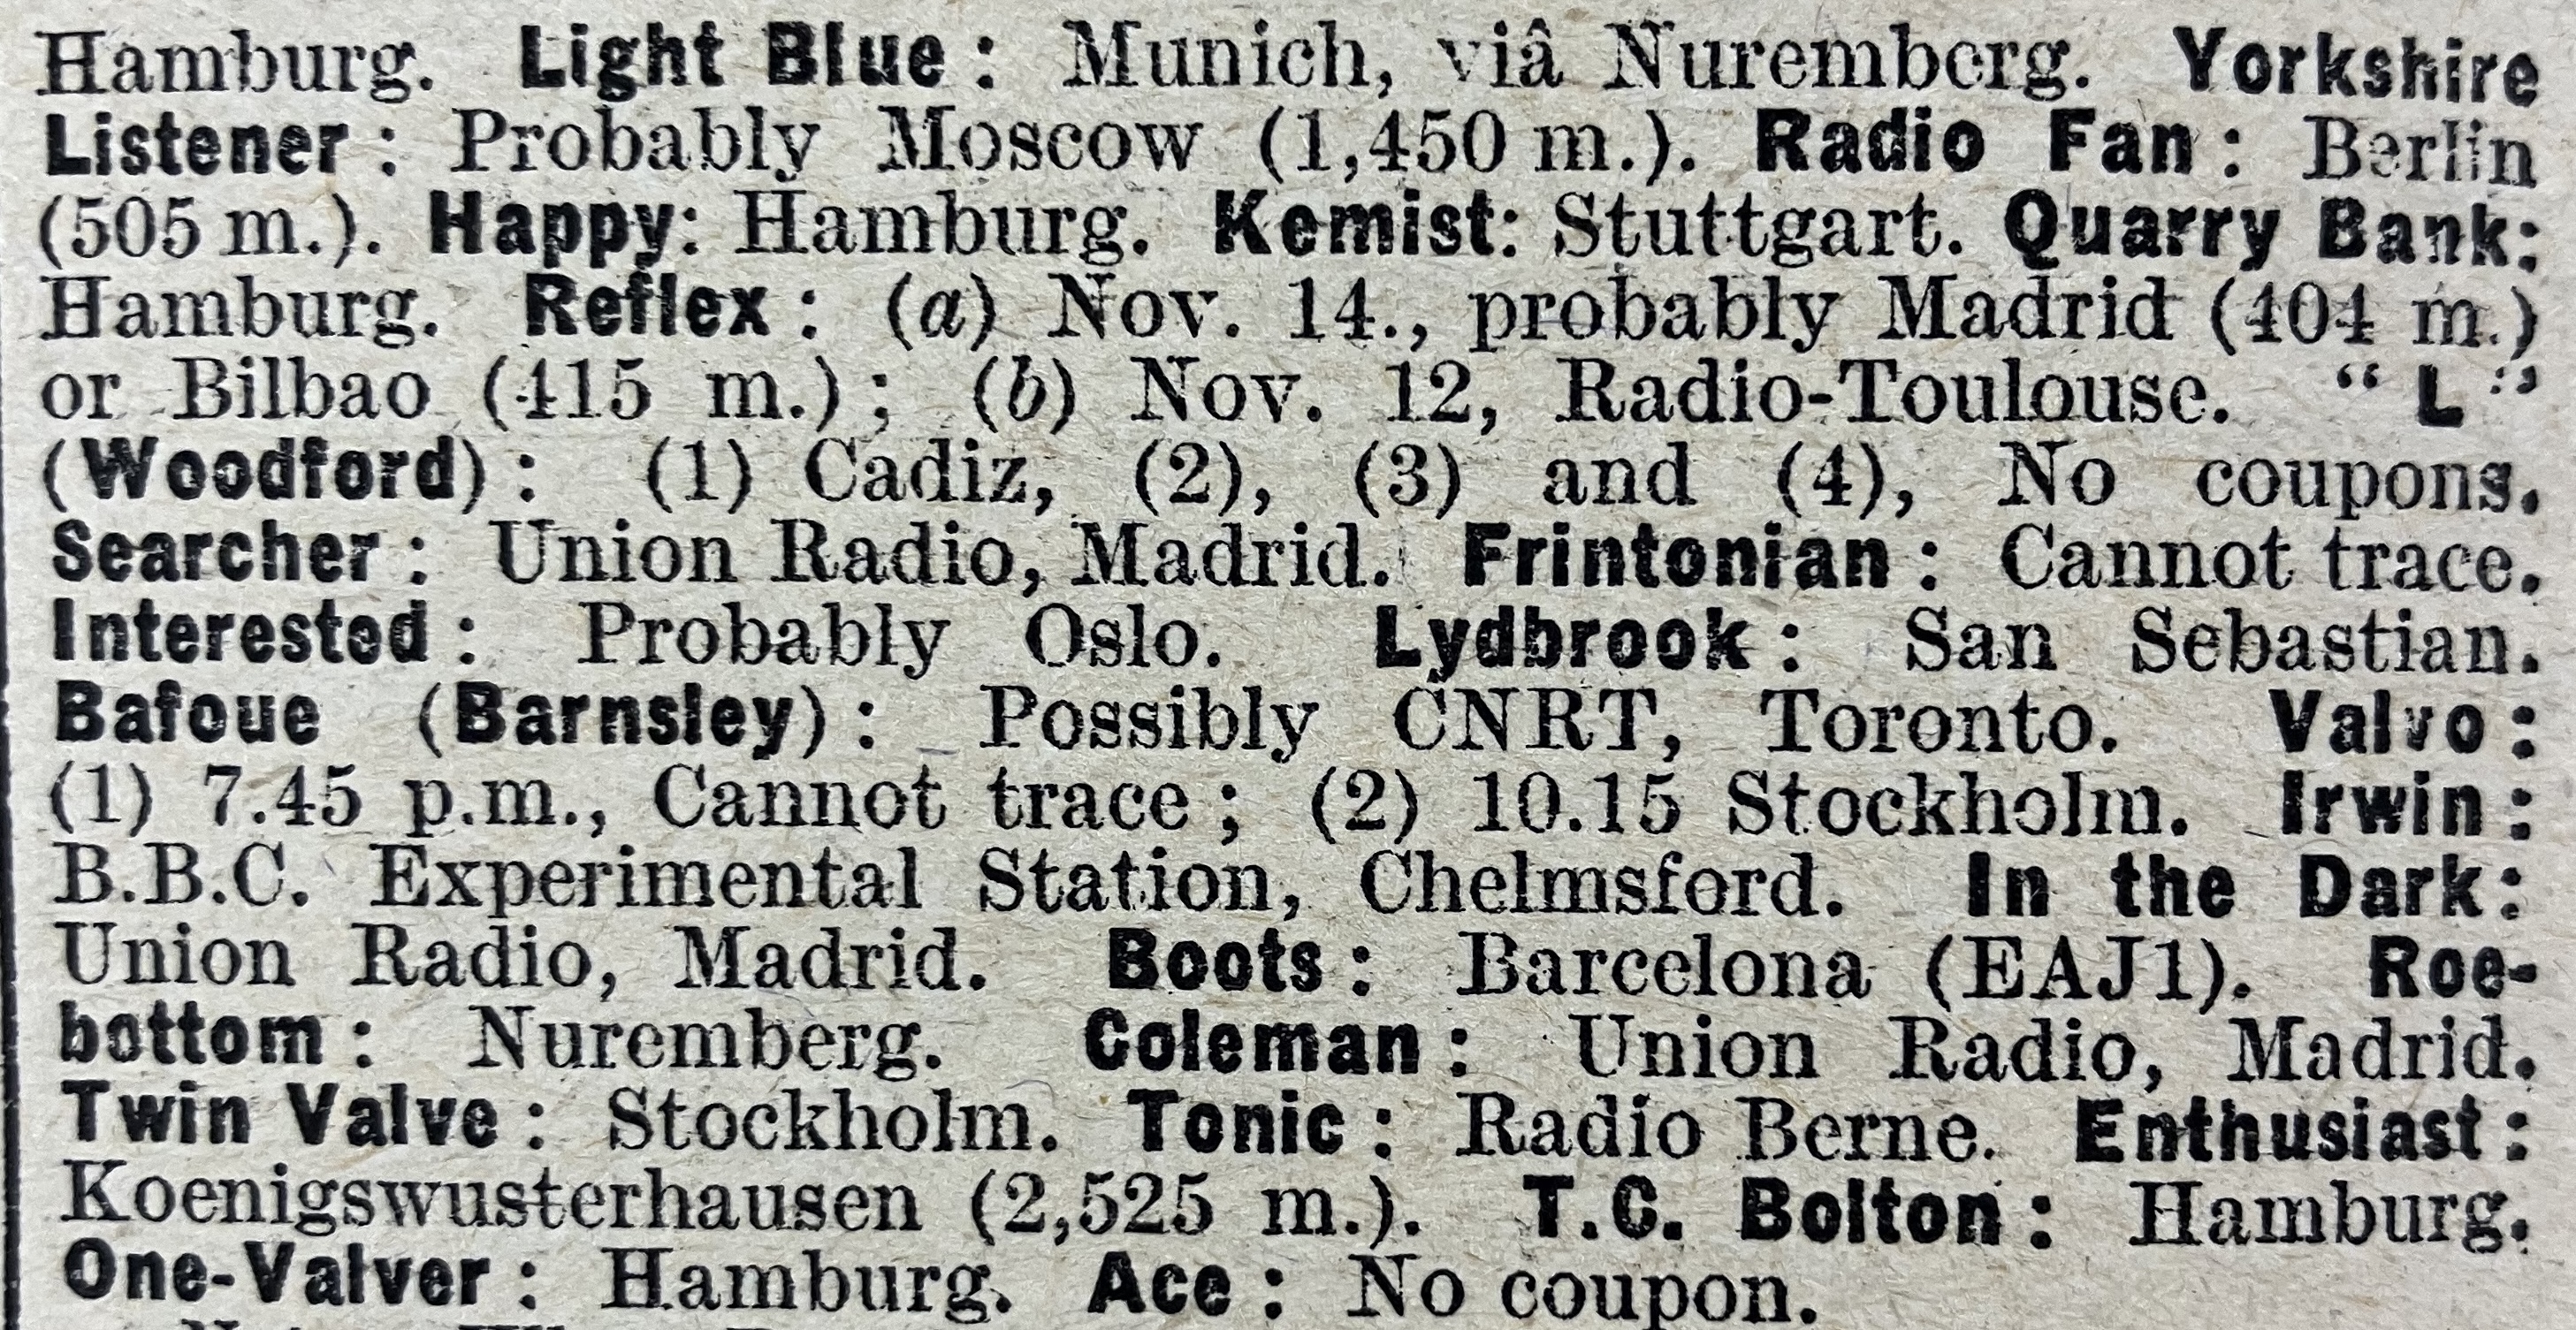 Hamburg. Light Blue: Munich, viâ Nuremberg. Yorkshire
Listener: Probably Moscow (1,450 m.). Radio Fan: Berlin
(505 m.). Happy: Hamburg. Kemist: Stuttgart. Quarry Bank:
Hamburg. Reflex: (a) Nov. 14., probably Madrid (404 m.)
or Bilbao (415 m.); (b) Nov. 12, Radio-Toulouse. "L"
(Woodford): (1) Cadiz, (2), (3) and (4), No coupons.
Searcher: Union Radio, Madrid. Frintonian: Cannot trace.
Interested: Probably Oslo. Lydbrook: San Sebastian.
Bafoue (Barnsley): Possibly CNRT, Toronto. Valvo:
(1) 7.45 p.m., Cannot trace; (2) 10.15 Stockholm. Irwin:
B.B.C. Experimental Station, Chelmsford. In the Dark:
Union Radio, Madrid. Boots: Barcelona (EAJ1). Roe-
bottom: Nuremberg. Coleman: Union Radio, Madrid.
Twin Valve: Stockholm. Tonic: Radio Berne. Enthusiast:
Koenigswusterhausen (2,525 m.). T.C. Bolton: Hamburg.
One-Valver: Hamburg. Ace: No coupon.